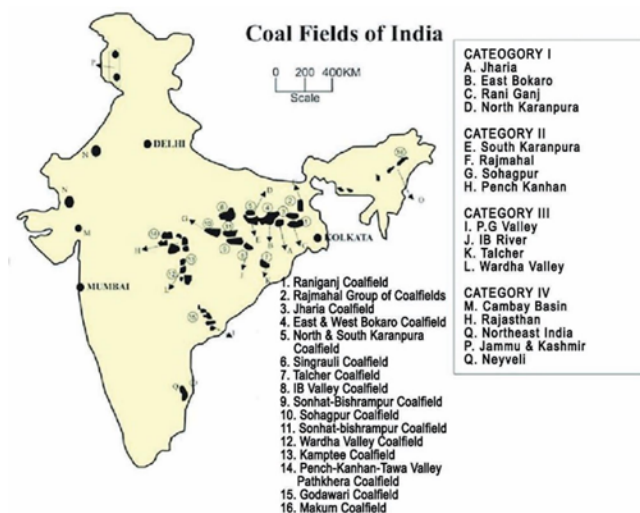 Coal Fields of India
0 200 400KM
Scale
P
DELHI
N
N
M
MUMBAI
KOLKATA
H
L
G
D
E
B
A
Q
CATEOGORY I
A. Jharia
B. East Bokaro
C. Rani Ganj
D. North Karanpura
CATEGORY II
E. South Karanpura
F. Rajmahal
G. Sohagpur
H. Pench Kanhan
CATEGORY III
I. P.G Valley
J. IB River
K. Talcher
L. Wardha Valley
CATEGORY IV
M. Cambay Basin
H. Rajasthan
Q. Northeast India
P. Jammu & Kashmir
Q. Neyveli
1. Raniganj Coalfield
2. Rajmahal Group of Coalfields
3. Jharia Coalfield
4. East & West Bokaro Coalfield
5. North & South Karanpura
Coalfield
6. Singrauli Coalfield
7. Talcher Coalfield
8. IB Valley Coalfield
9. Sonhat-Bishrampur Coalfield
10. Sohagpur Coalfield
11. Sonhat-bishrampur Coalfield
12. Wardha Valley Coalfield
13. Kamptee Coalfield
14. Pench-Kanhan-Tawa Valley
Pathkhera Coalfield
15. Godawari Coalfield
16. Makum Coalfield